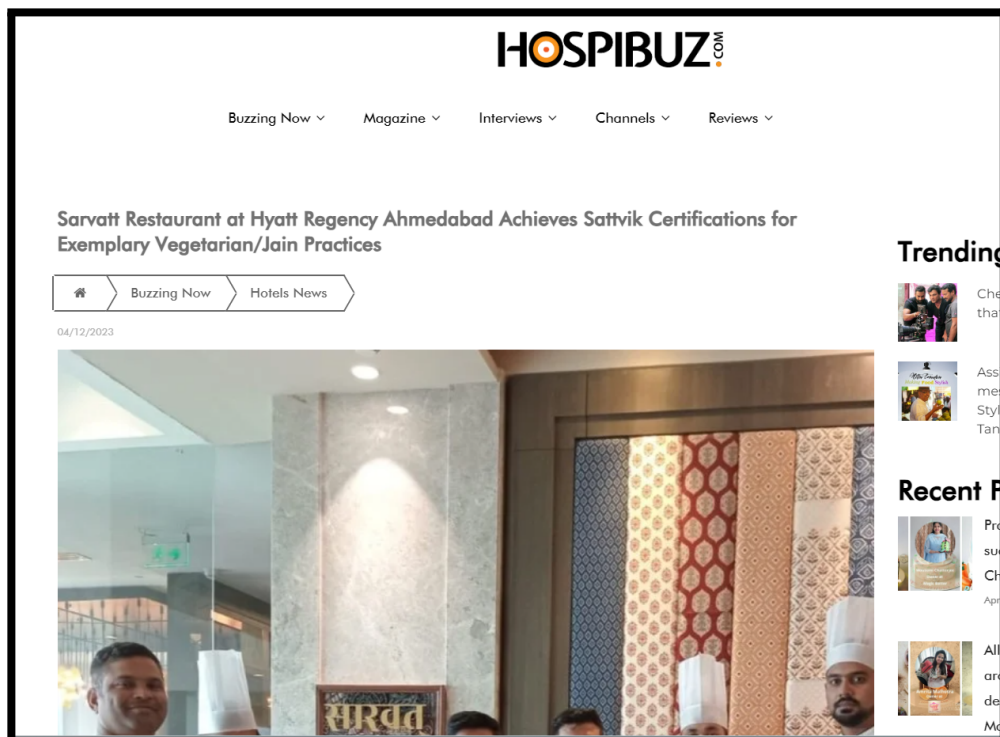 HOSPIBUZ.COM
Buzzing Now
Magazine
Interviews
Channels
Reviews
Sarvatt Restaurant at Hyatt Regency Ahmedabad Achieves Sattvik Certifications for
Exemplary Vegetarian/Jain Practices
Buzzing Now
Hotels News
04/12/2023
सारवत
Trending
Recent